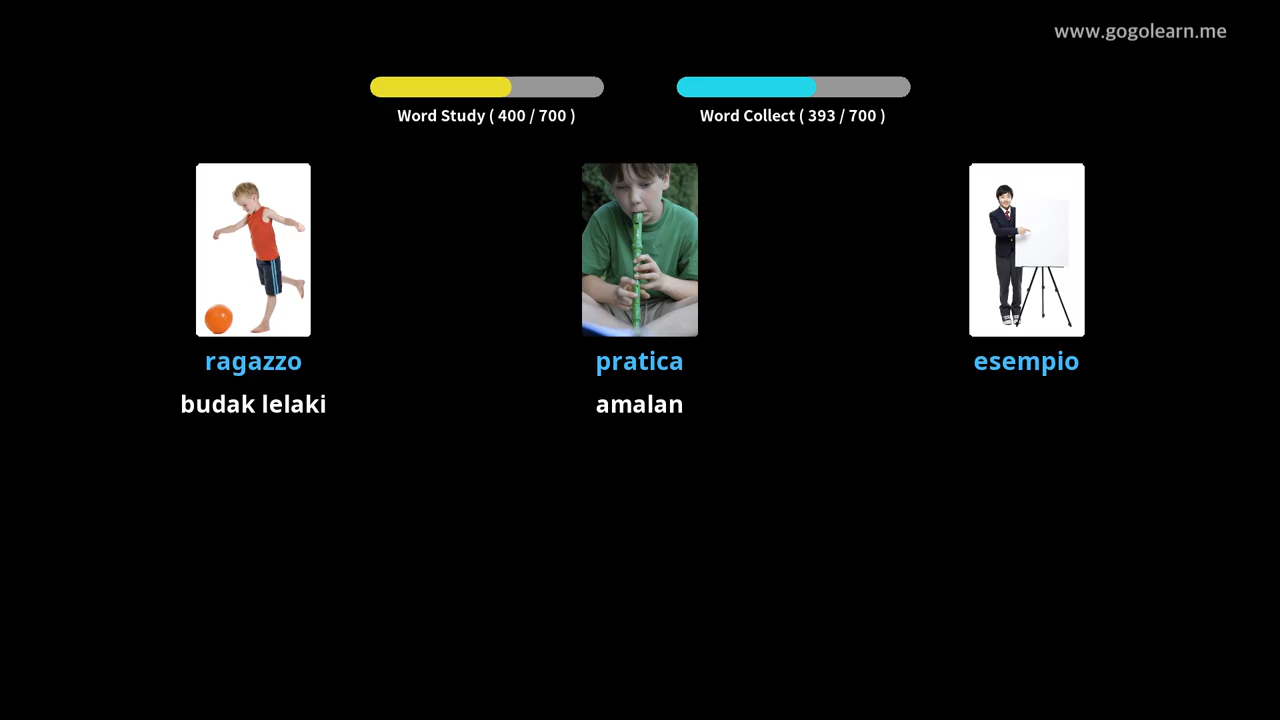 www.gogolearn.me
Word Study ( 400 / 700 )
Word Collect ( 393 / 700 )
ragazzo
pratica
esempio
budak lelaki
amalan